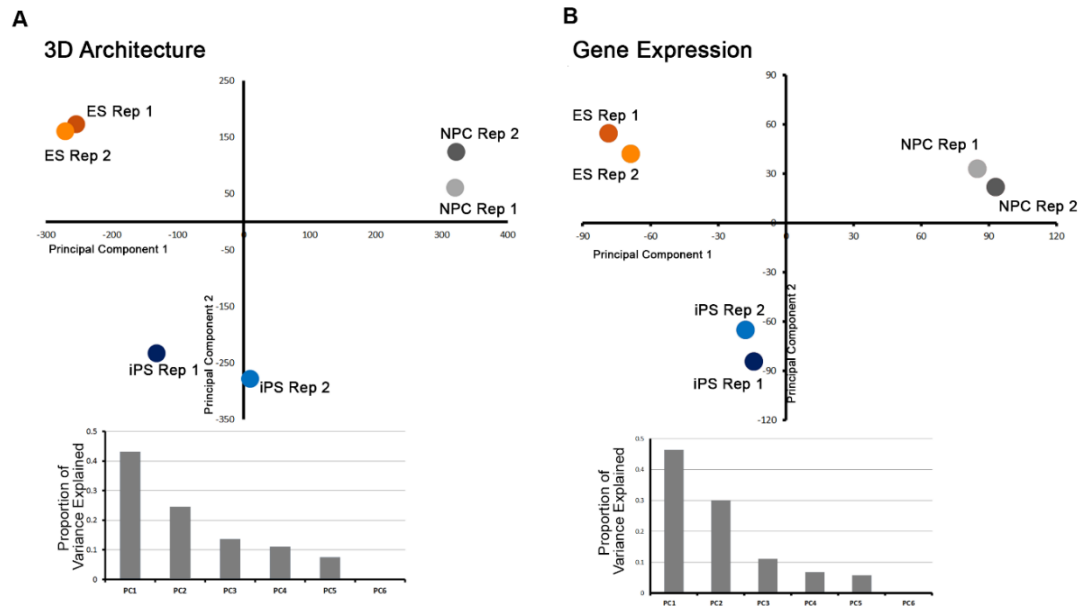 A
3D Architecture
250
150
50
-50
-150
-250
-350
-300
-200
-100
0
100
200
300
400
Principal Component 1
Principal Component 2
ES Rep 1
ES Rep 2
NPC Rep 2
NPC Rep 1
iPS Rep 1
iPS Rep 2
Proportion of
Variance Explained
0.5
0.4
0.3
0.2
0.1
0
PC1
PC2
PC3
PC4
PC5
PC6
B
Gene Expression
90
60
30
0
-30
-60
-90
-120
-90
-60
-30
0
30
60
90
120
Principal Component 1
Principal Component 2
ES Rep 1
ES Rep 2
NPC Rep 1
NPC Rep 2
iPS Rep 2
iPS Rep 1
Proportion of
Variance Explained
0.5
0.4
0.3
0.2
0.1
0
PC1
PC2
PC3
PC4
PC5
PC6